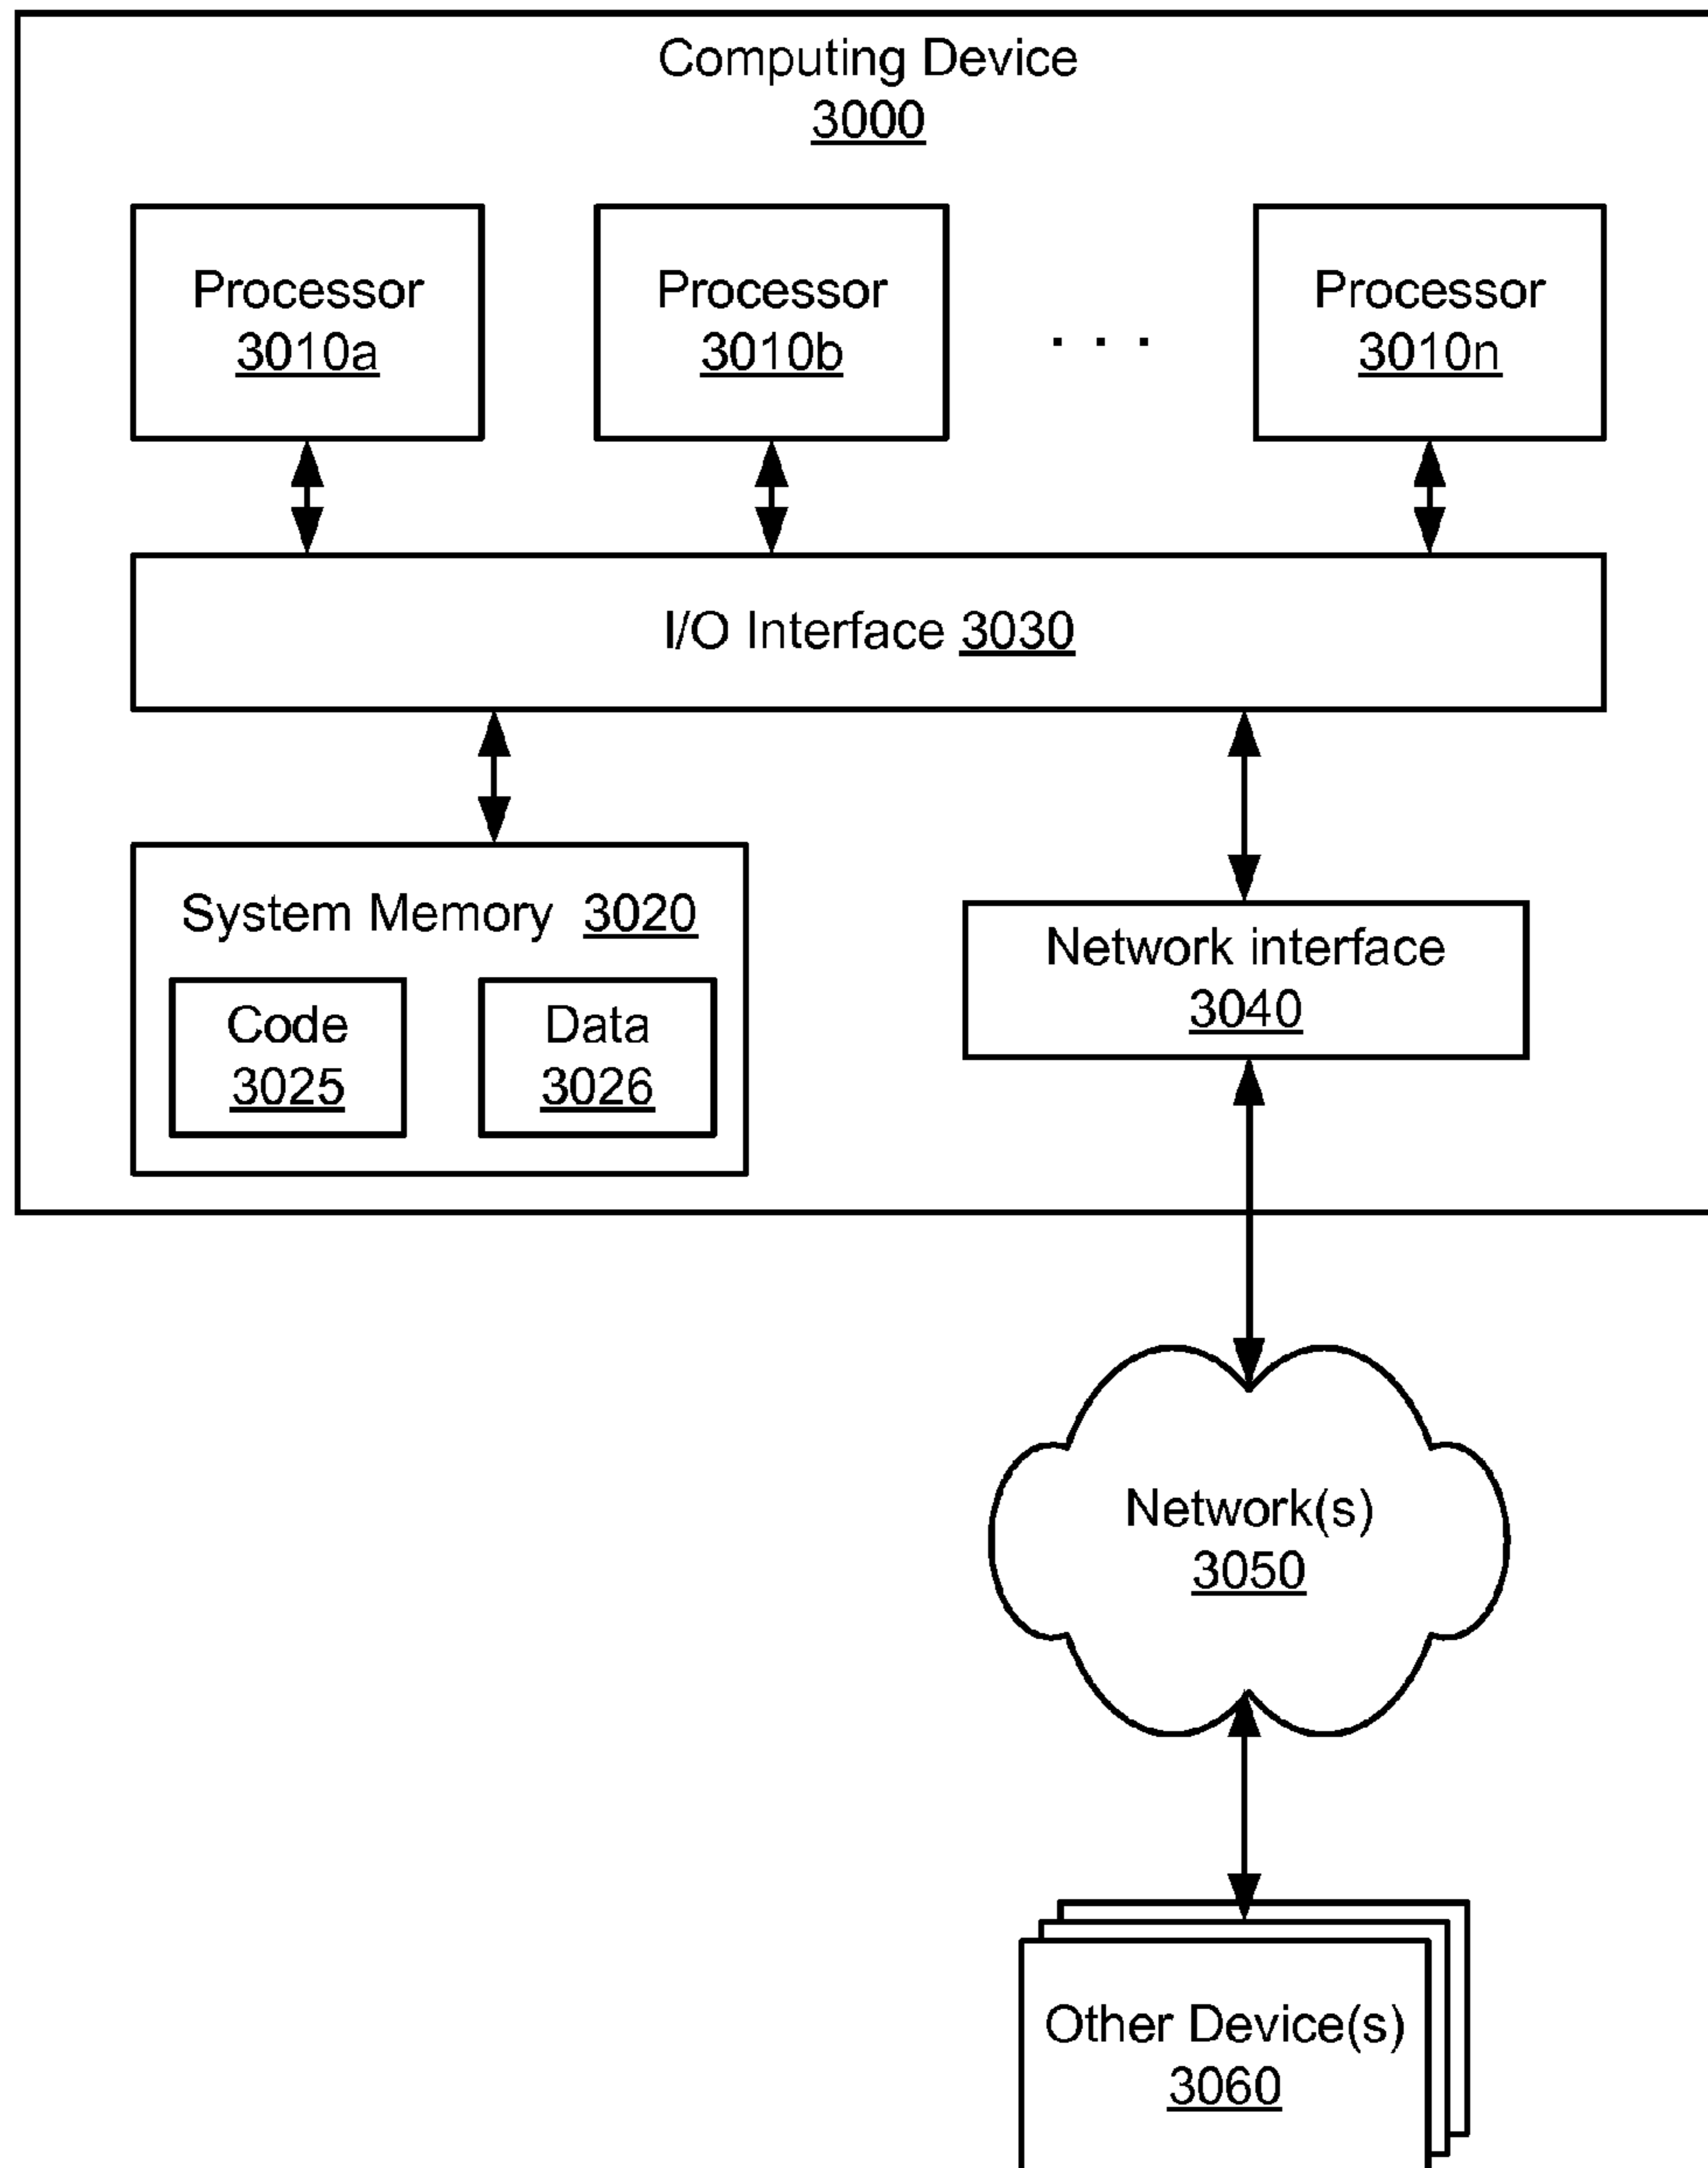 Computing Device
3000
Processor
3010a
Processor
3010b
. . .
Processor
3010n
I/O Interface 3030
System Memory 3020
Code
3025
Data
3026
Network interface
3040
Network(s)
3050
Other Device(s)
3060